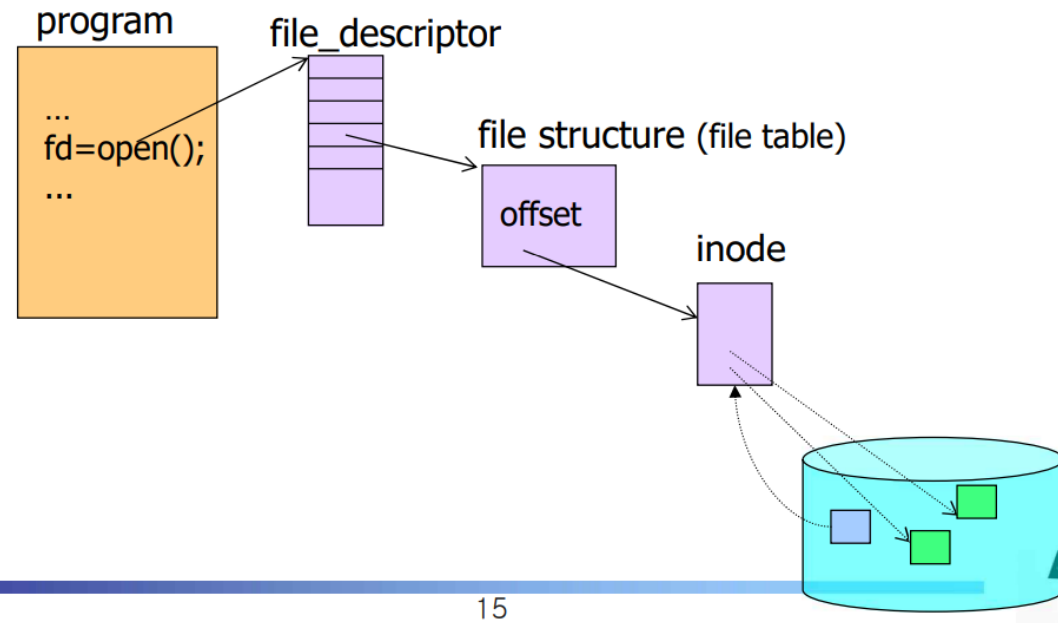 program
file_descriptor
...
fd=open();
...
file structure (file table)
offset
inode
15